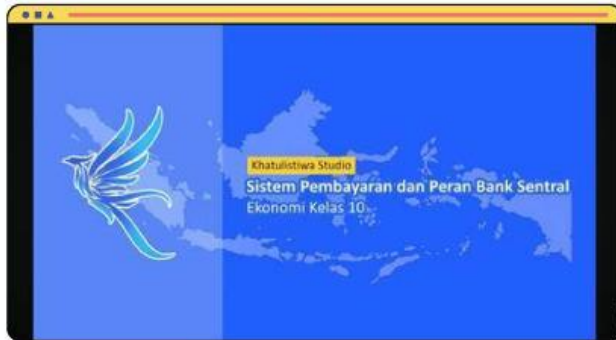 Khatulistiwa Studio
Sistem Pembayaran dan Peran Bank Sentral
Ekonomi Kelas 10